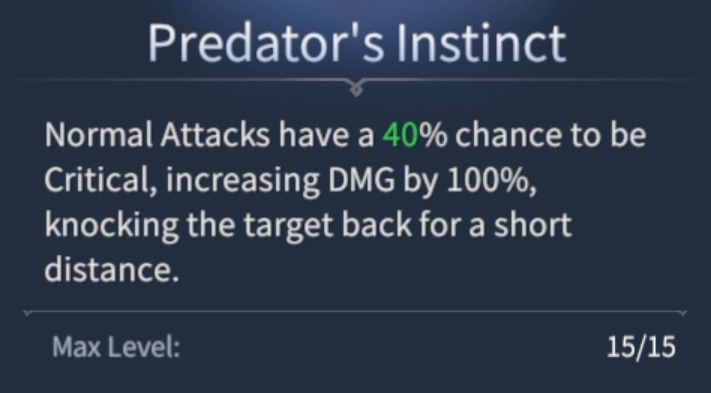 Predator's Instinct
Normal Attacks have a 40% chance to be
Critical, increasing DMG by 100%,
knocking the target back for a short
distance.
Max Level: 15/15